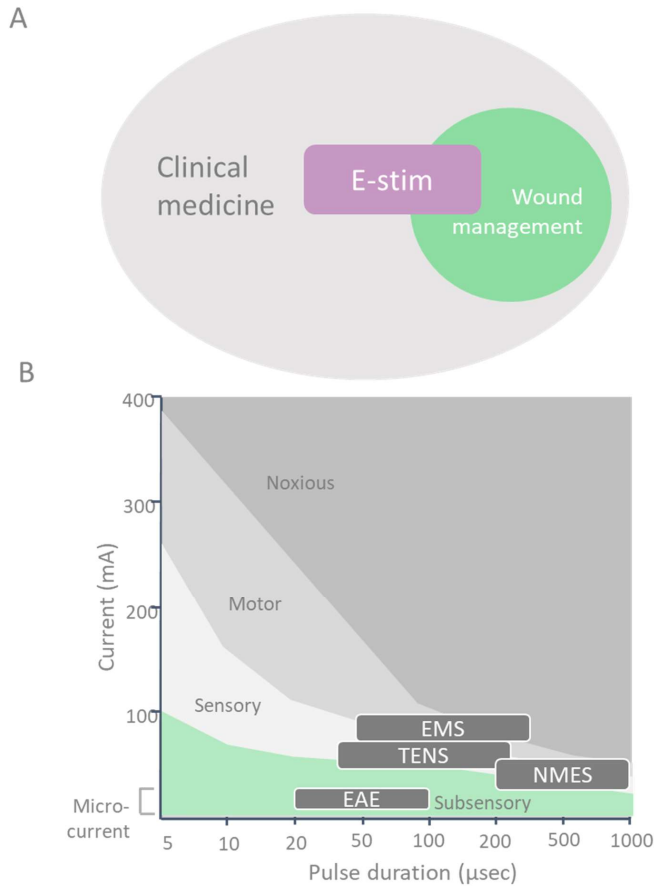 A
Clinical
medicine
E-stim
Wound
management
B
400
300
200
100
Current (mA)
Noxious
Motor
Sensory
EMS
TENS
NMES
EAE
Subsensory
Micro-
current
5 10 20 50 100 200 500 1000
Pulse duration (μsec)